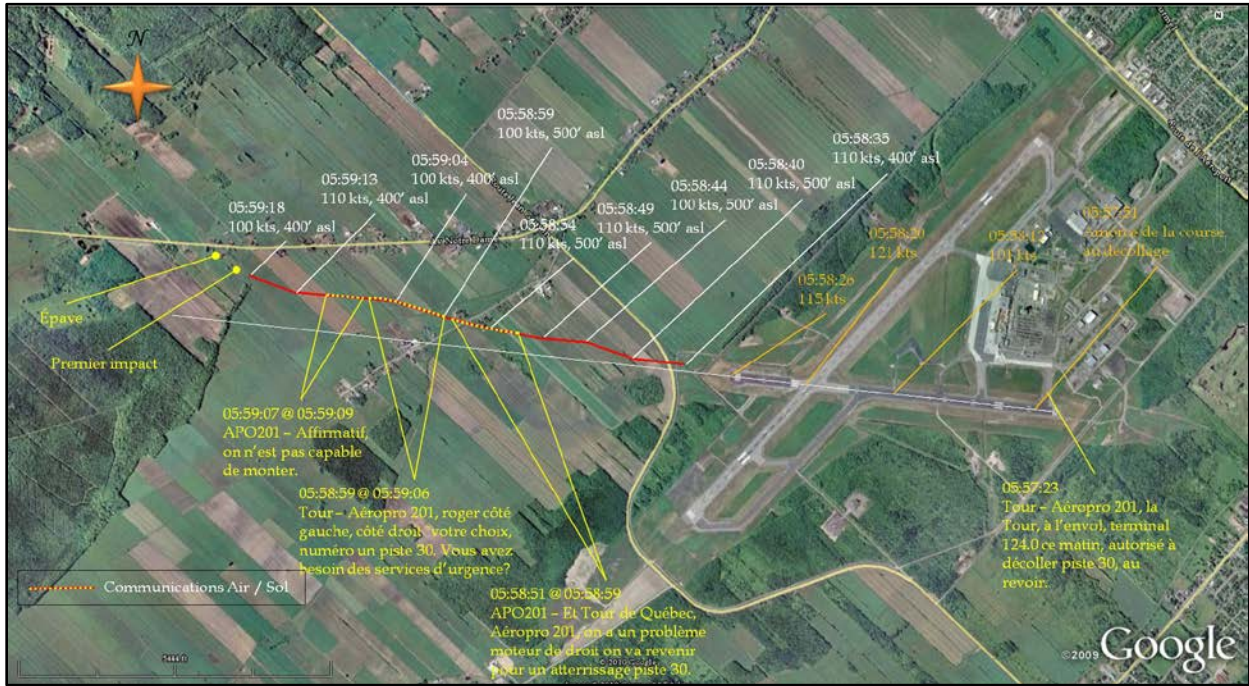 N
05:58:59
100 kts, 500' asl
05:59:04
100 kts, 400' asl
05:59:13
110 kts, 400' asl
05:59:18
100 kts, 400' asl
05:58:35
110 kts, 400' asl
05:58:40
110 kts, 500' asl
05:58:44
100 kts, 500' asl
05:58:49
110 kts, 500' asl
05:58:54
110 kts, 500' asl
05:57:51
Amorce de la course
au décollage
101 kts
05:58:20
121 kts
05:58:26
115 kts
Épave
Premier impact
05:59:07 @ 05:59:09
APO201 – Affirmatif,
on n'est pas capable
de monter.
05:58:59 @ 05:59:06
Tour – Aéropro 201, roger côté
gauche, côté droit votre choix,
numéro un piste 30. Vous avez
besoin des services d'urgence?
05:58:51 @ 05:58:59
APO201 – Et Tour de Québec,
Aéropro 201, on a un problème
moteur de droit on va revenir
pour un atterrissage piste 30.
05:57:23
Tour – Aéropro 201, la
Tour, à l'envol, terminal
124.0 ce matin, autorisé à
décoller piste 30, au
revoir.
Communications Air / Sol
©2009 Google